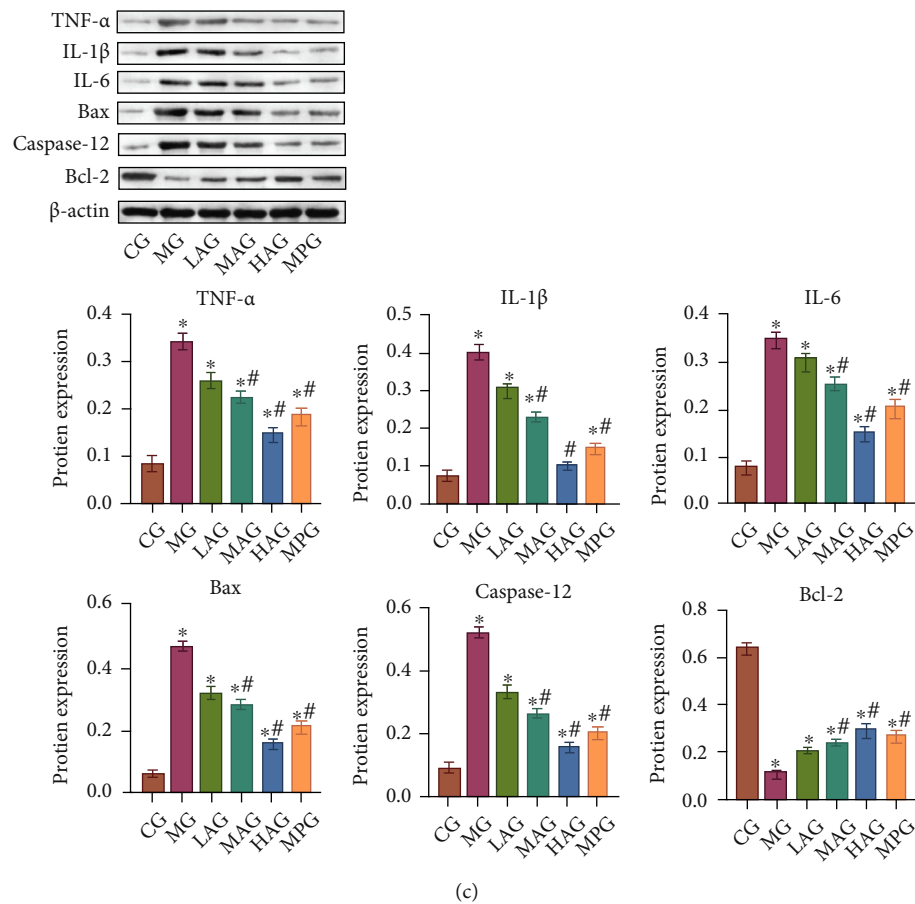 TNF-α
IL-1β
IL-6
Bax
Caspase-12
Bcl-2
β-actin
CG MG LAG MAG HAG MPG
TNF-α
Protien expression
0.4
0.3
0.2
0.1
0.0
* * *# *# *#
CG MG LAG MAG HAG MPG
IL-1β
Protien expression
0.5
0.4
0.3
0.2
0.1
0.0
* * *# # *#
CG MG LAG MAG HAG MPG
IL-6
Protien expression
0.4
0.3
0.2
0.1
0.0
* * *# *# *#
CG MG LAG MAG HAG MPG
Bax
Protien expression
0.6
0.4
0.2
0.0
* * *# *# *#
CG MG LAG MAG HAG MPG
Caspase-12
Protien expression
0.6
0.4
0.2
0.0
* * *# *# *#
CG MG LAG MAG HAG MPG
Bcl-2
Protien expression
0.8
0.6
0.4
0.2
0.0
* * *# *# *#
CG MG LAG MAG HAG MPG
(c)